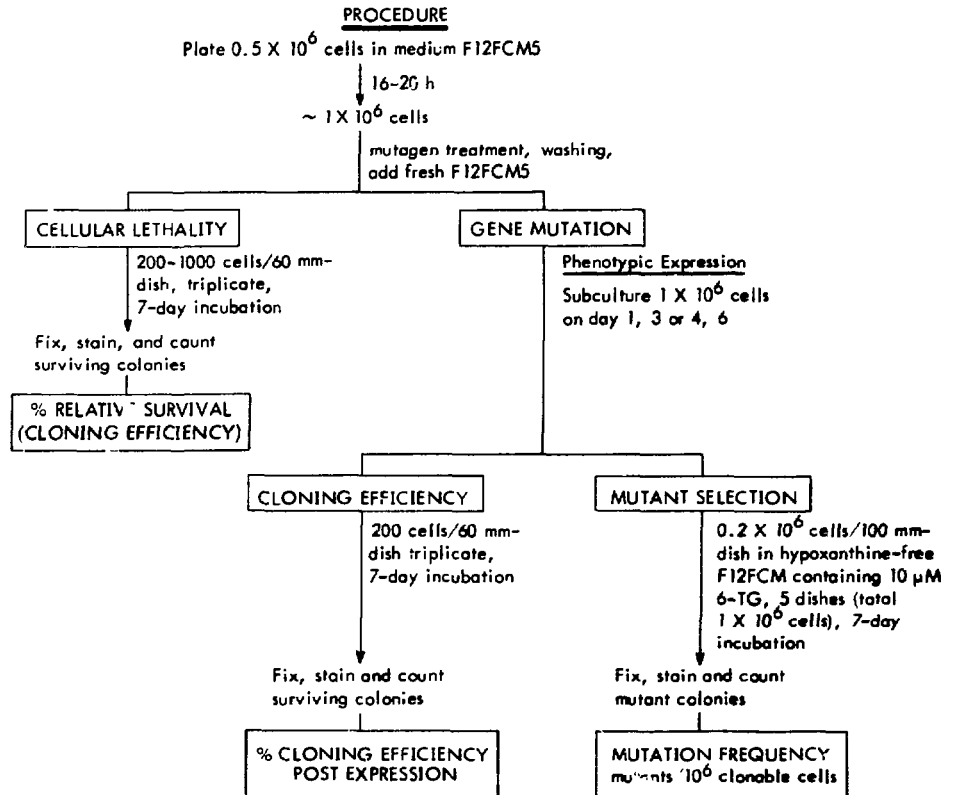 PROCEDURE
Plate 0.5 X 10⁶ cells in medium F12FCM5
16-20 h
~ 1 X 10⁶ cells
mutagen treatment, washing,
add fresh F12FCM5
CELLULAR LETHALITY
200-1000 cells/60 mm-
dish, triplicate,
7-day incubation
Fix, stain, and count
surviving colonies
% RELATIV SURVIVAL
(CLONING EFFICIENCY)
GENE MUTATION
Phenotypic Expression
Subculture 1 X 10⁶ cells
on day 1, 3 or 4, 6
CLONING EFFICIENCY
200 cells/60 mm-
dish triplicate,
7-day incubation
Fix, stain and count
surviving colonies
% CLONING EFFICIENCY
POST EXPRESSION
MUTANT SELECTION
0.2 X 10⁶ cells/100 mm-
dish in hypoxanthine-free
F12FCM containing 10 µM
6-TG, 5 dishes (total
1 X 10⁶ cells), 7-day
incubation
Fix, stain and count
mutant colonies
MUTATION FREQUENCY
10⁶ clonable cells